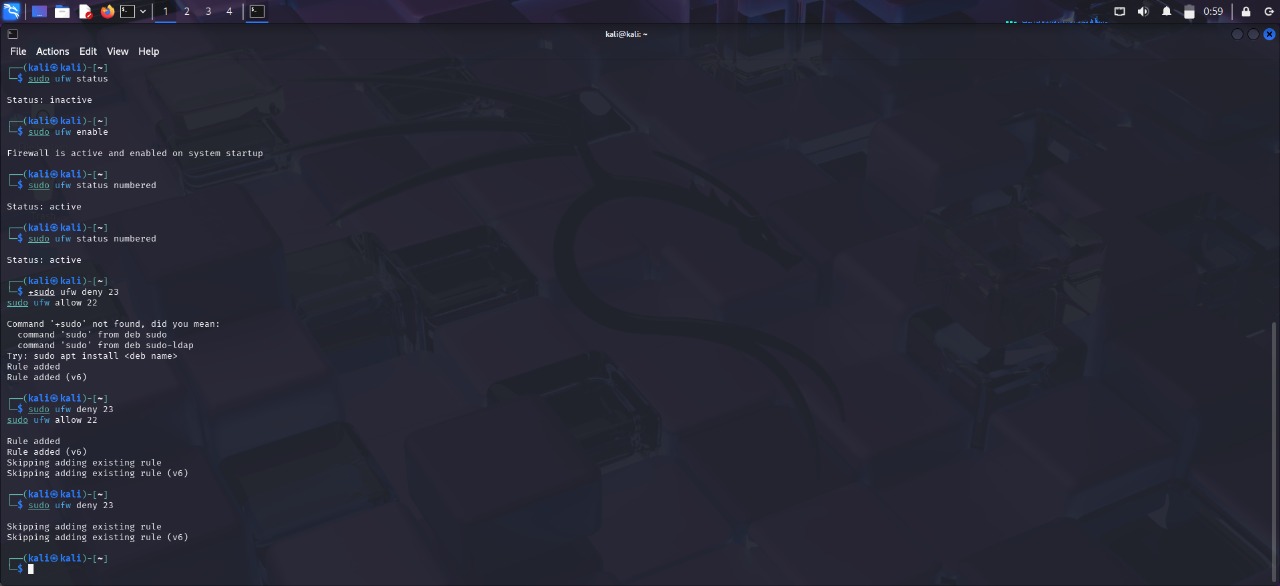 1 2 3 4 0:59
kali@kali: ~
File Actions Edit View Help
┌──(kali㉿kali)-[~]
└─$ sudo ufw status
Status: inactive
┌──(kali㉿kali)-[~]
└─$ sudo ufw enable
Firewall is active and enabled on system startup
┌──(kali㉿kali)-[~]
└─$ sudo ufw status numbered
Status: active
┌──(kali㉿kali)-[~]
└─$ sudo ufw status numbered
Status: active
┌──(kali㉿kali)-[~]
└─$ +sudo ufw deny 23
sudo ufw allow 22
Command '+sudo' not found, did you mean:
  command 'sudo' from deb sudo
  command 'sudo' from deb sudo-ldap
Try: sudo apt install <deb name>
Rule added
Rule added (v6)
┌──(kali㉿kali)-[~]
└─$ sudo ufw deny 23
sudo ufw allow 22
Rule added
Rule added (v6)
Skipping adding existing rule
Skipping adding existing rule (v6)
┌──(kali㉿kali)-[~]
└─$ sudo ufw deny 23
Skipping adding existing rule
Skipping adding existing rule (v6)
┌──(kali㉿kali)-[~]
└─$